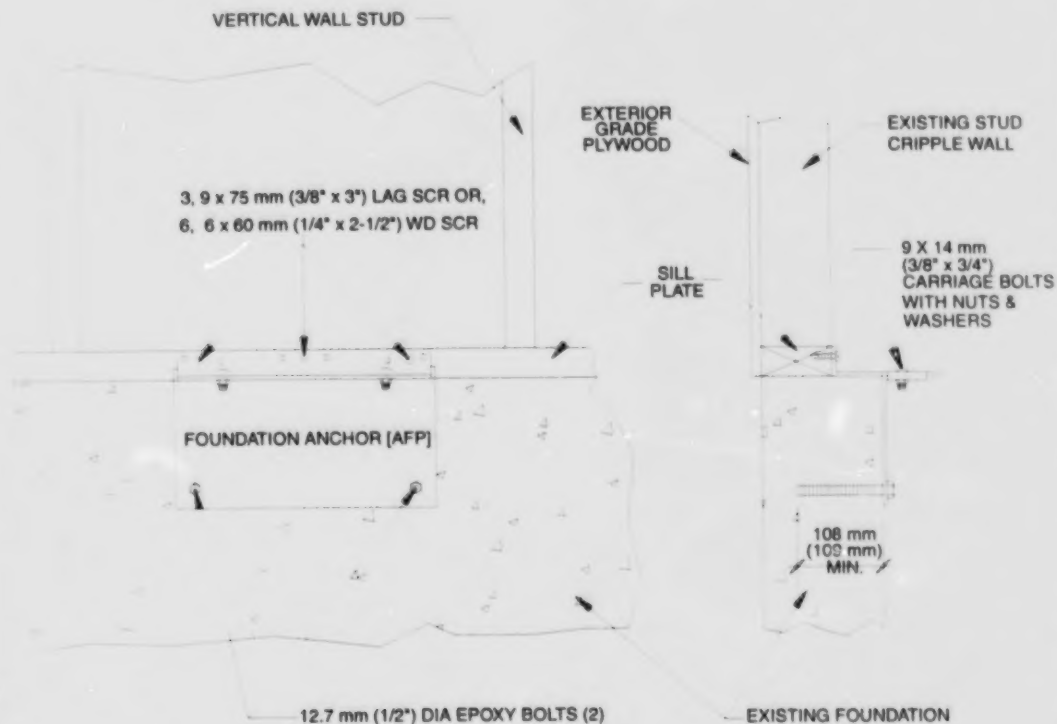 VERTICAL WALL STUD
EXTERIOR
GRADE
PLYWOOD
EXISTING STUD
CRIPPLE WALL
3, 9 x 75 mm (3/8" x 3") LAG SCR OR,
6, 6 x 60 mm (1/4" x 2-1/2") WD SCR
SILL
PLATE
9 X 14 mm
(3/8" x 3/4")
CARRIAGE BOLTS
WITH NUTS &
WASHERS
FOUNDATION ANCHOR [AFP]
108 mm
(109 mm)
MIN.
12.7 mm (1/2") DIA EPOXY BOLTS (2)
EXISTING FOUNDATION